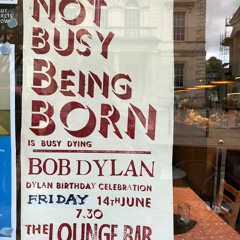 NOT
BUSY
BEING
BORN
IS BUSY DYING
BOB DYLAN
DYLAN BIRTHDAY CELEBRATION
FRIDAY 14TH JUNE
7.30
THE LOUNGE BAR